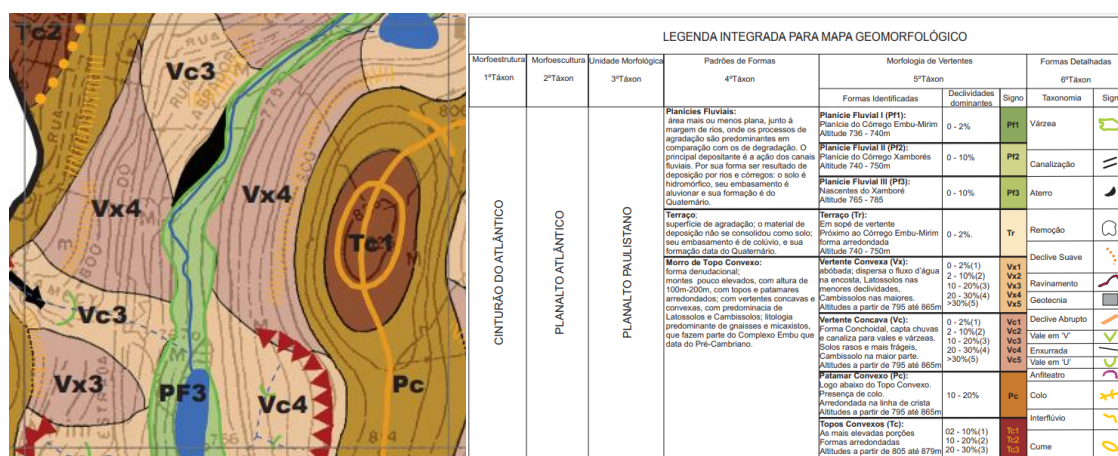 Tc2
RUA
Vc3
RUA
800
Vx4
Vx4
800
Tc1
Vc3
Vx3
PF3
Vc4
Pc
766
814
LEGENDA INTEGRADA PARA MAPA GEOMORFOLÓGICO
Morfoestrutura
1ºTáxon
Morfoescultura
2ºTáxon
Unidade Morfológica
3ºTáxon
Padrões de Formas
4ºTáxon
Morfologia de Vertentes
5ºTáxon
Formas Detalhadas
6ºTáxon
Formas Identificadas
Declividades
dominantes
Signo
Taxonomia
Sign
CINTURÃO DO ATLÂNTICO
PLANALTO ATLÂNTICO
PLANALTO PAULISTANO
Planícies Fluviais:
área mais ou menos plana, junto à
margem de rios, onde os processos de
agradação são predominantes em
comparação com os de degradação. O
principal depositante é a ação dos canais
fluviais. Por sua forma ser resultado de
deposição por rios e córregos: o solo é
hidromórfico, seu embasamento é
aluvionar e sua formação é do
Quaternário.
Terraço:
superfície de agradação; o material de
deposição não se consolidou como solo;
seu embasamento é de colúvio, e sua
formação data do Quaternário.
Morro de Topo Convexo:
forma denudacional;
montes pouco elevados, com altura de
100m-200m, com topos e patamares
arredondados; com vertentes concavas e
convexas, com predominacia de
Latossolos e Cambissolos; litologia
predominante de gnaisses e micaxistos,
que fazem parte do Complexo Embu que
data do Pré-Cambriano.
Planície Fluvial I (Pf1):
Planície do Córrego Embu-Mirim
Altitude 736 - 740m
0 - 2%
Pf1
Planície Fluvial II (Pf2):
Planície do Córrego Xamborés
Altitude 740 - 750m
0 - 10%
Pf2
Planície Fluvial III (Pf3):
Nascentes do Xamboré
Altitude 765 - 785
0 - 10%
Pf3
Terraço (Tr):
Em sopé de vertente
Próximo ao Córrego Embu-Mirim
forma arredondada
Altitude 740 - 750m
0 - 2%.
Tr
Vertente Convexa (Vx):
abóbada; dispersa o fluxo d'água
na encosta, Latossolos nas
menores declividades,
Cambissolos nas maiores.
Altitudes a partir de 795 até 865m
0 - 2%(1)
2 - 10%(2)
10 - 20%(3)
20 - 30%(4)
>30%(5)
Vx1
Vx2
Vx3
Vx4
Vx5
Vertente Concava (Vc):
Forma Conchoidal, capta chuvas
e canaliza para vales e várzeas.
Solos rasos e mais frágeis,
Cambissolo na maior parte.
Altitudes a partir de 795 até 865m
0 - 2%(1)
2 - 10%(2)
10 - 20%(3)
20 - 30%(4)
>30%(5)
Vc1
Vc2
Vc3
Vc4
Vc5
Patamar Convexo (Pc):
Logo abaixo do Topo Convexo.
Presença de colo.
Arredondada na linha de crista
Altitudes a partir de 795 até 865m
10 - 20%
Pc
Topos Convexos (Tc):
As mais elevadas porções
Formas arredondadas
Altitudes a partir de 805 até 879m
02 - 10%(1)
10 - 20%(2)
20 - 30%(3)
Tc1
Tc2
Tc3
Várzea
Canalização
Aterro
Remoção
Declive Suave
Ravinamento
Geotecnia
Declive Abrupto
Vale em 'V'
Enxurrada
Vale em 'U'
Anfiteatro
Colo
Interflúvio
Cume